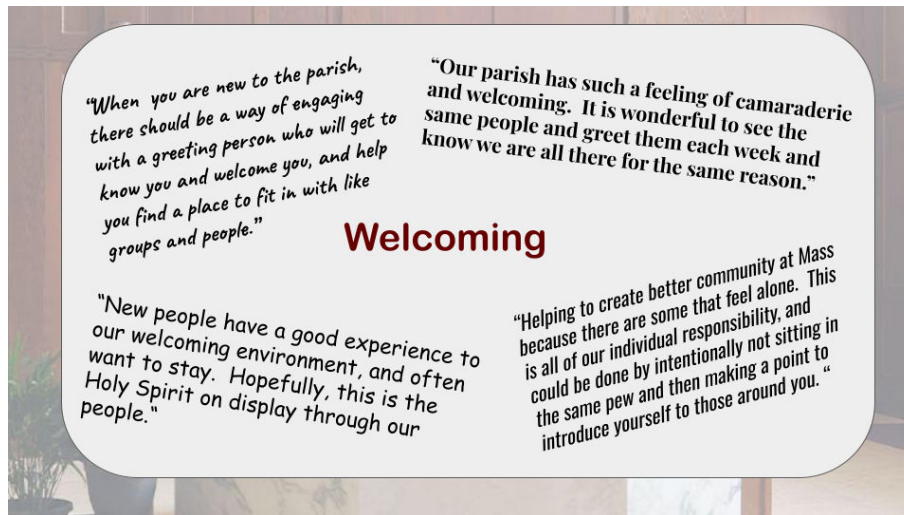 “When you are new to the parish,
there should be a way of engaging
with a greeting person who will get to
know you and welcome you, and help
you find a place to fit in with like
groups and people.”
“Our parish has such a feeling of camaraderie
and welcoming. It is wonderful to see the
same people and greet them each week and
know we are all there for the same reason.”
Welcoming
“New people have a good experience to
our welcoming environment, and often
want to stay. Hopefully, this is the
Holy Spirit on display through our
people.“
“Helping to create better community at Mass
because there are some that feel alone. This
is all of our individual responsibility, and
could be done by intentionally not sitting in
the same pew and then making a point to
introduce yourself to those around you. “